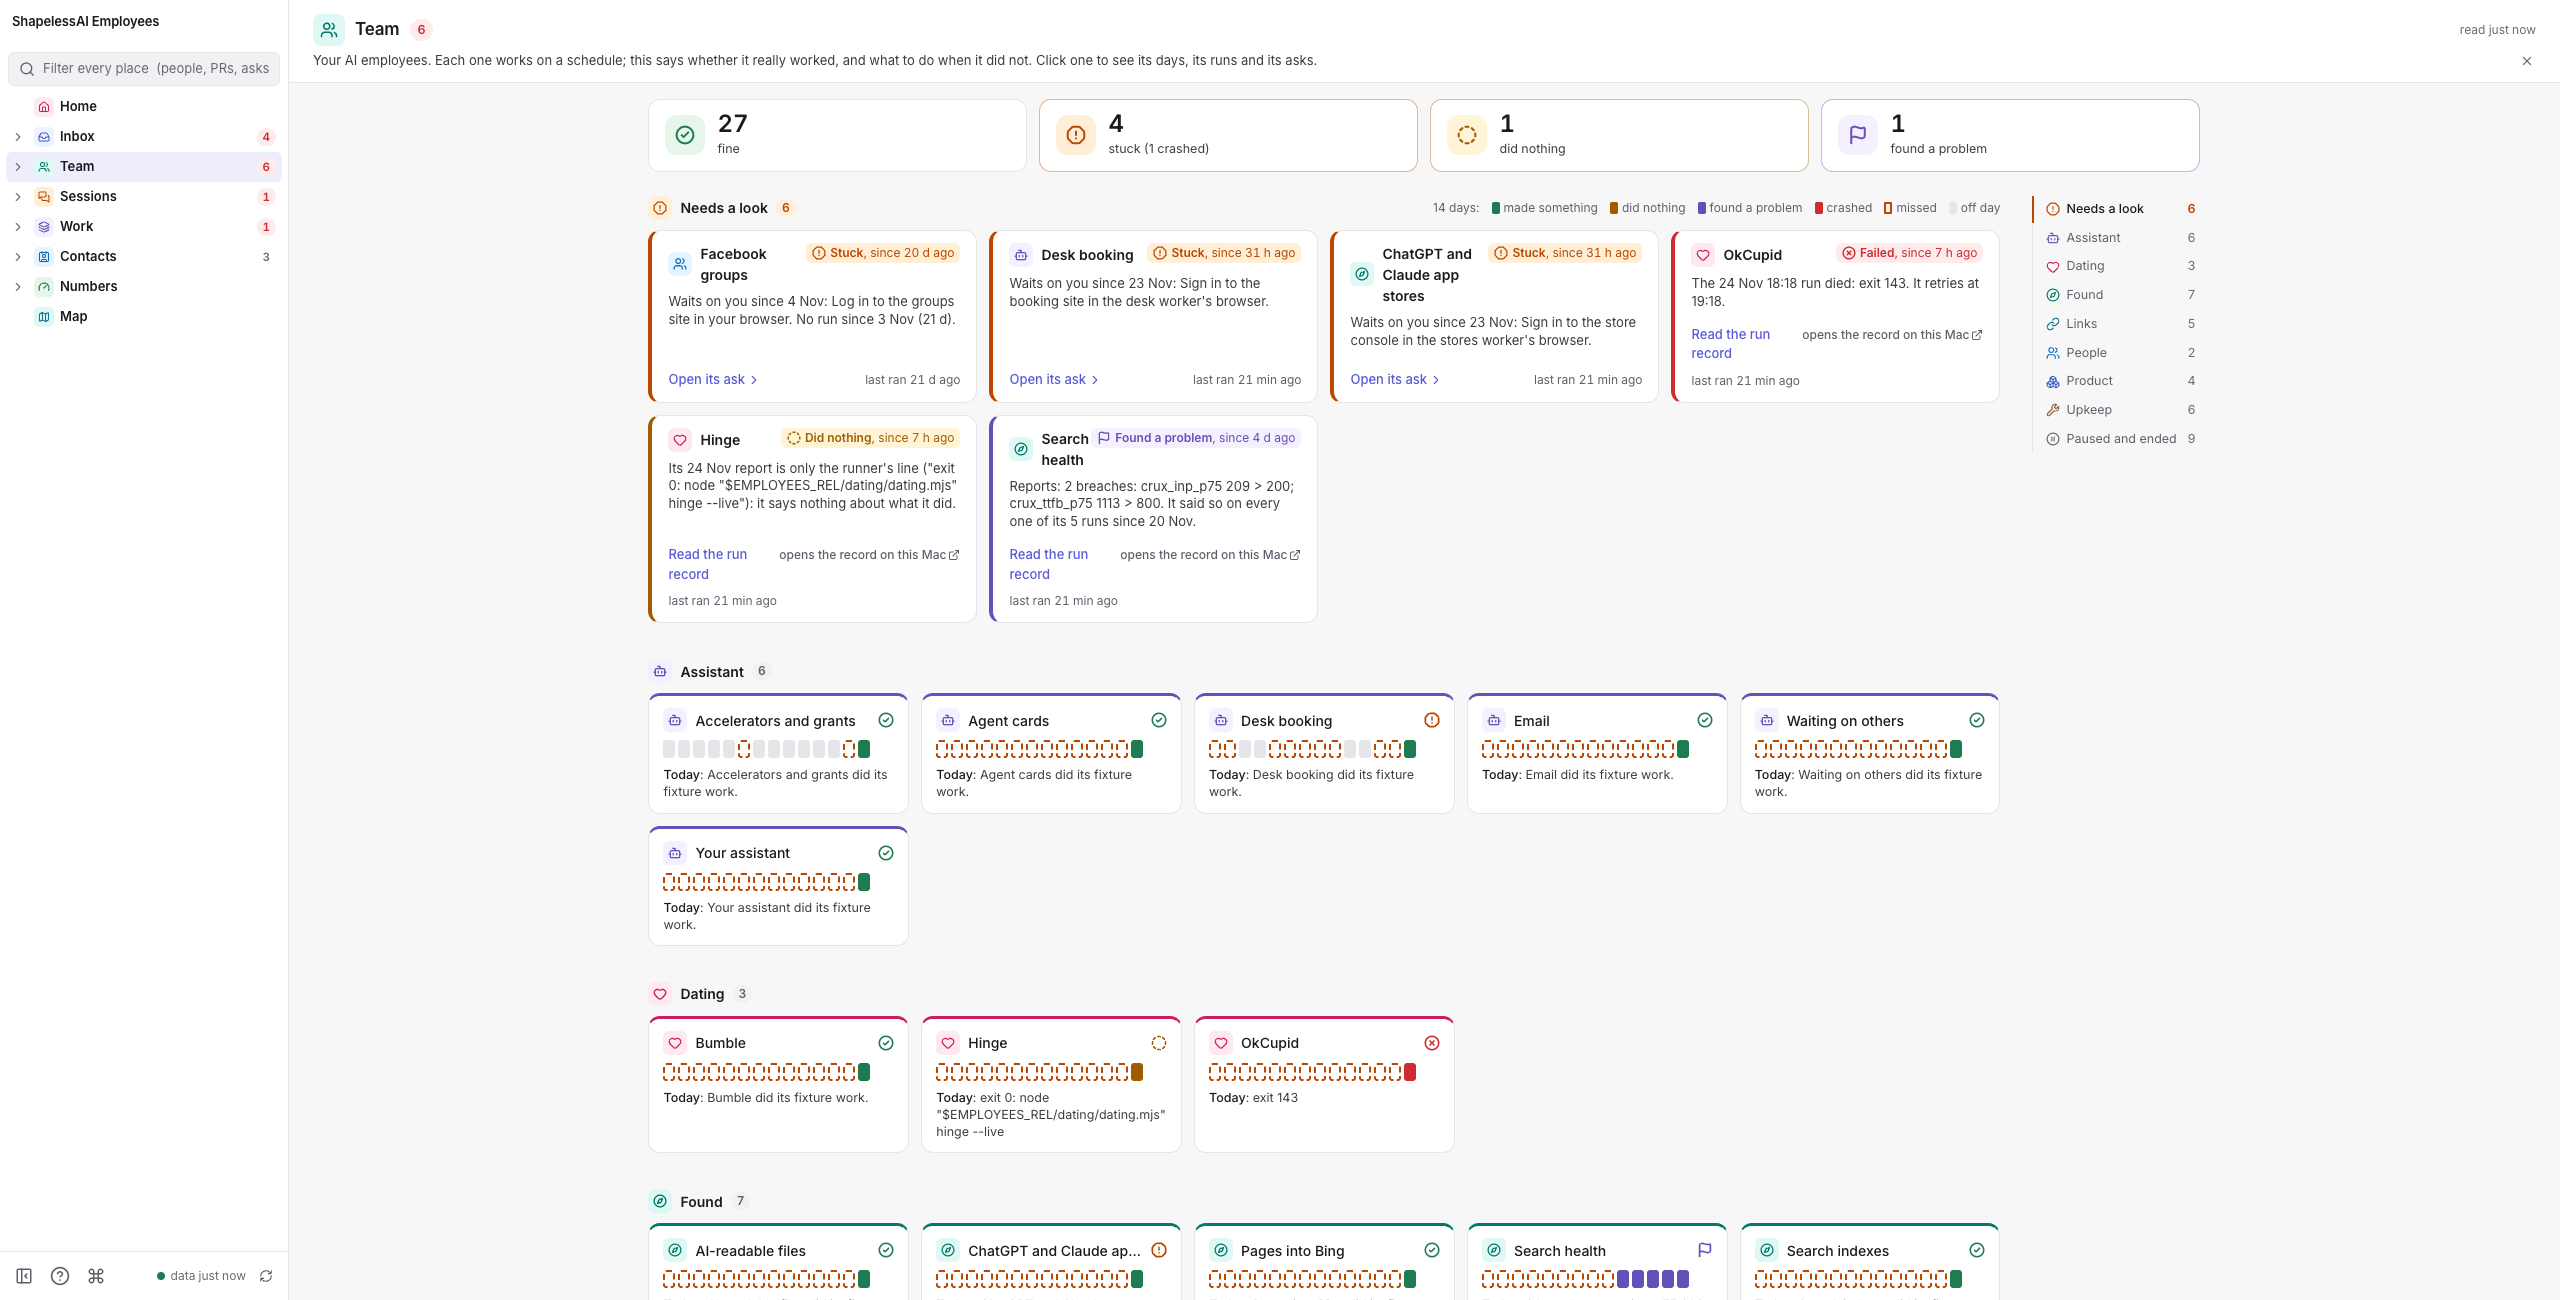 ShapelessAI Employees
Filter every place (people, PRs, asks
Home
Inbox 4
Team 6
Sessions 1
Work 1
Contacts 3
Numbers
Map
data just now
Team 6
read just now
Your AI employees. Each one works on a schedule; this says whether it really worked, and what to do when it did not. Click one to see its days, its runs and its asks.
27
fine
4
stuck (1 crashed)
1
did nothing
1
found a problem
Needs a look 6
14 days: made something did nothing found a problem crashed missed off day
Facebook groups
Stuck, since 20 d ago
Waits on you since 4 Nov: Log in to the groups
site in your browser. No run since 3 Nov (21 d).
Open its ask
last ran 21 d ago
Desk booking
Stuck, since 31 h ago
Waits on you since 23 Nov: Sign in to the
booking site in the desk worker's browser.
Open its ask
last ran 21 min ago
ChatGPT and
Claude app
stores
Stuck, since 31 h ago
Waits on you since 23 Nov: Sign in to the store
console in the stores worker's browser.
Open its ask
last ran 21 min ago
OkCupid
Failed, since 7 h ago
The 24 Nov 18:18 run died: exit 143. It retries at
19:18.
Read the run
record
opens the record on this Mac
last ran 21 min ago
Hinge
Did nothing, since 7 h ago
Its 24 Nov report is only the runner's line ("exit
0: node "$EMPLOYEES_REL/dating/dating.mjs"
hinge --live"): it says nothing about what it did.
Read the run
record
opens the record on this Mac
last ran 21 min ago
Search
health
Found a problem, since 4 d ago
Reports: 2 breaches: crux_inp_p75 209 > 200;
crux_ttfb_p75 1113 > 800. It said so on every
one of its 5 runs since 20 Nov.
Read the run
record
opens the record on this Mac
last ran 21 min ago
Needs a look 6
Assistant 6
Dating 3
Found 7
Links 5
People 2
Product 4
Upkeep 6
Paused and ended 9
Assistant 6
Accelerators and grants
Today: Accelerators and grants did its
fixture work.
Agent cards
Today: Agent cards did its fixture
work.
Desk booking
Today: Desk booking did its fixture
work.
Email
Today: Email did its fixture work.
Waiting on others
Today: Waiting on others did its fixture
work.
Your assistant
Today: Your assistant did its fixture
work.
Dating 3
Bumble
Today: Bumble did its fixture work.
Hinge
Today: exit 0: node
"$EMPLOYEES_REL/dating/dating.mjs"
hinge --live
OkCupid
Today: exit 143
Found 7
AI-readable files
ChatGPT and Claude ap...
Pages into Bing
Search health
Search indexes